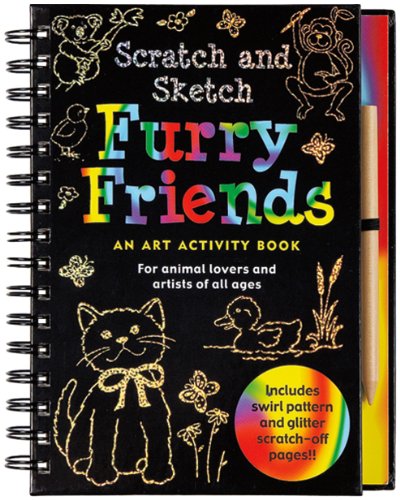 Scratch and
Sketch
Furry
Friends
AN ART ACTIVITY BOOK
For animal lovers and
artists of all ages
Includes
swirl pattern
and glitter
scratch-off
pages!!